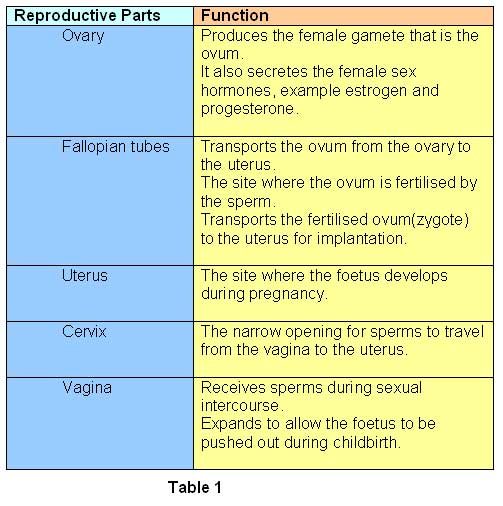 Reproductive Parts Function
Ovary Produces the female gamete that is the
ovum.
It also secretes the female sex
hormones, example estrogen and
progesterone.
Fallopian tubes Transports the ovum from the ovary to
the uterus.
The site where the ovum is fertilised by
the sperm.
Transports the fertilised ovum(zygote)
to the uterus for implantation.
Uterus The site where the foetus develops
during pregnancy.
Cervix The narrow opening for sperms to travel
from the vagina to the uterus.
Vagina Receives sperms during sexual
intercourse.
Expands to allow the foetus to be
pushed out during childbirth.
Table 1